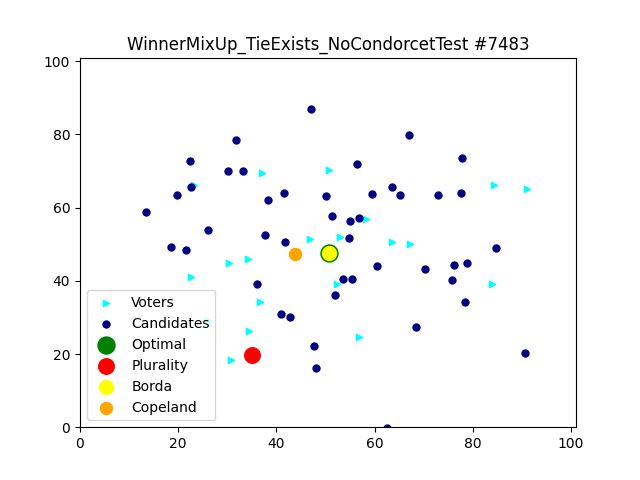 WinnerMixUp_TieExists_NoCondorcetTest #7483
100
80
60
40
20
0
Voters
Candidates
Optimal
Plurality
Borda
Copeland
0 20 40 60 80 100